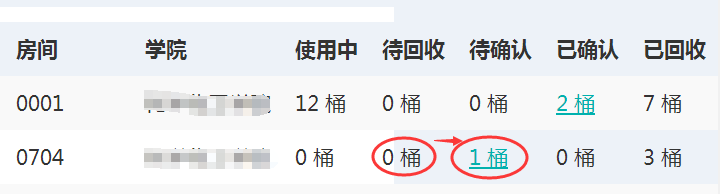 房间 学院 使用中 待回收 待确认 已确认 已回收
0001 12 桶 0 桶 0 桶 2 桶 7 桶
0704 0 桶 0 桶 1 桶 0 桶 3 桶